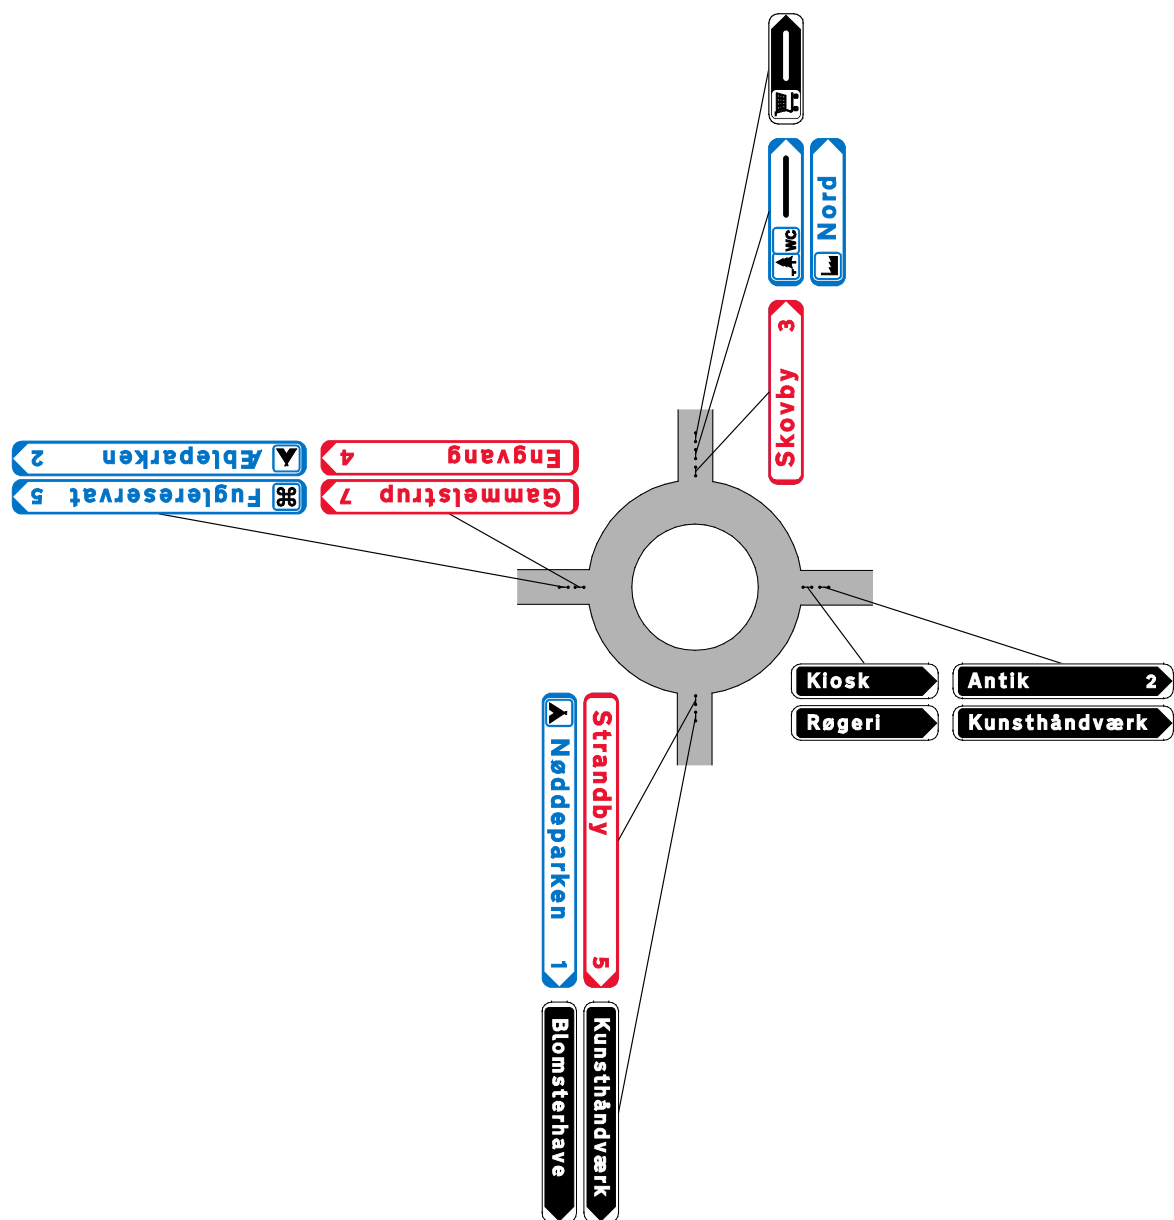 WC
Nord
Skovby 3
Æbleparken 2
Fuglereservat 5
Engvang 4
Gammelstrup 7
Kiosk
Røgeri
Antik 2
Kunsthåndværk
Nøddeparken 1
Strandby 5
Blomsterhave
Kunsthåndværk